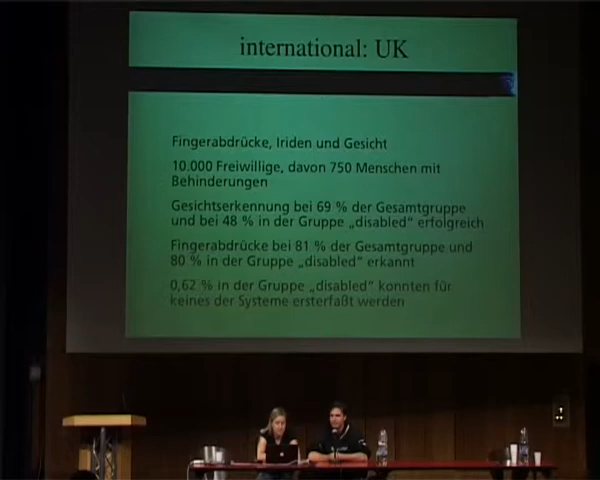 international: UK
Fingerabdrücke, Iriden und Gesicht
10.000 Freiwillige, davon 750 Menschen mit
Behinderungen
Gesichtserkennung bei 69 % der Gesamtgruppe
und bei 48 % in der Gruppe „disabled“ erfolgreich
Fingerabdrücke bei 81 % der Gesamtgruppe und
80 % in der Gruppe „disabled“ erkannt
0,62 % in der Gruppe „disabled“ konnten für
keines der Systeme ersterfaßt werden